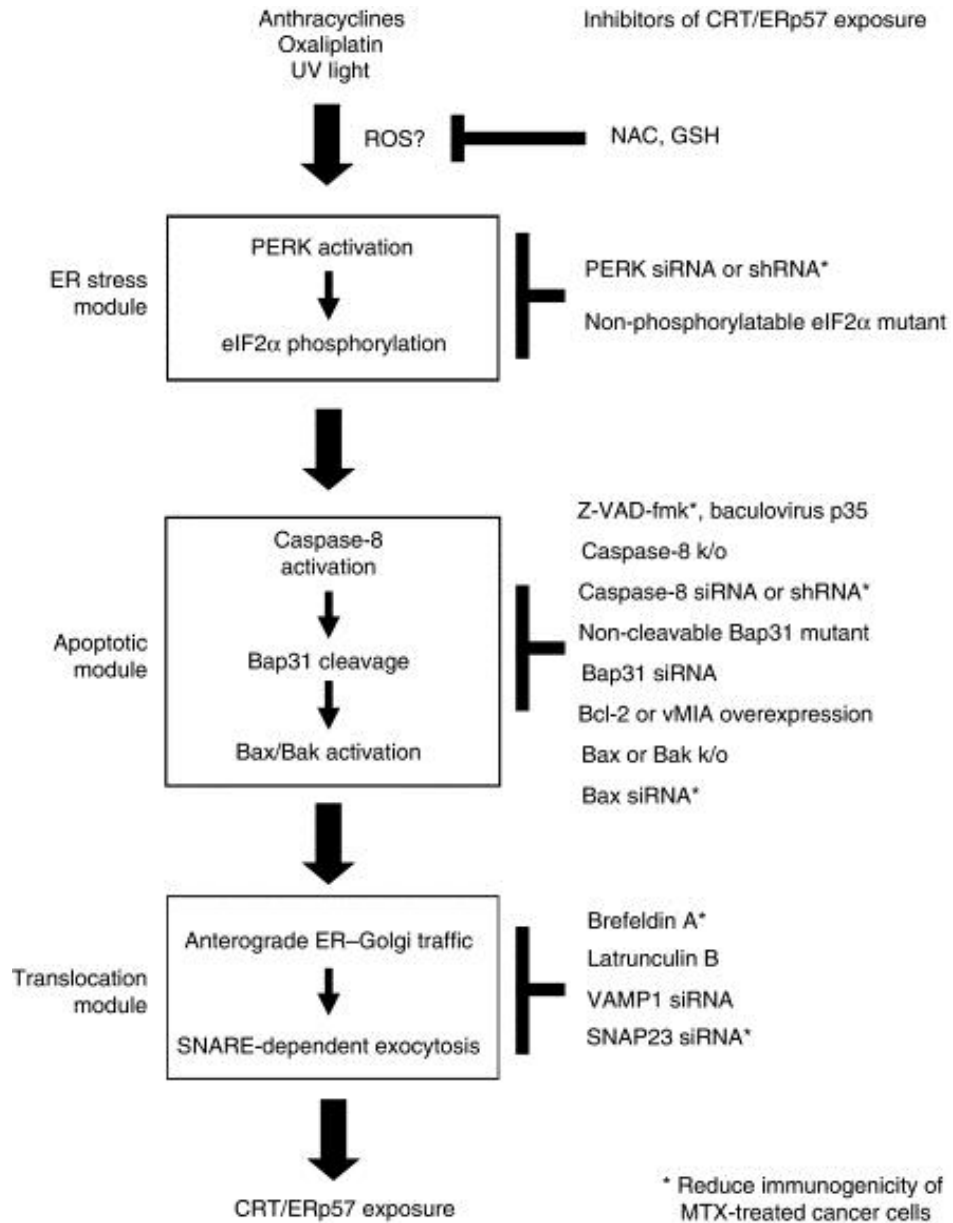 Anthracyclines
Oxaliplatin
UV light
Inhibitors of CRT/ERp57 exposure
ROS?
NAC, GSH
ER stress
module
PERK activation
eIF2α phosphorylation
PERK siRNA or shRNA*
Non-phosphorylatable eIF2α mutant
Apoptotic
module
Caspase-8
activation
Bap31 cleavage
Bax/Bak activation
Z-VAD-fmk*, baculovirus p35
Caspase-8 k/o
Caspase-8 siRNA or shRNA*
Non-cleavable Bap31 mutant
Bap31 siRNA
Bcl-2 or vMIA overexpression
Bax or Bak k/o
Bax siRNA*
Translocation
module
Anterograde ER–Golgi traffic
SNARE-dependent exocytosis
Brefeldin A*
Latrunculin B
VAMP1 siRNA
SNAP23 siRNA*
CRT/ERp57 exposure
* Reduce immunogenicity of
MTX-treated cancer cells